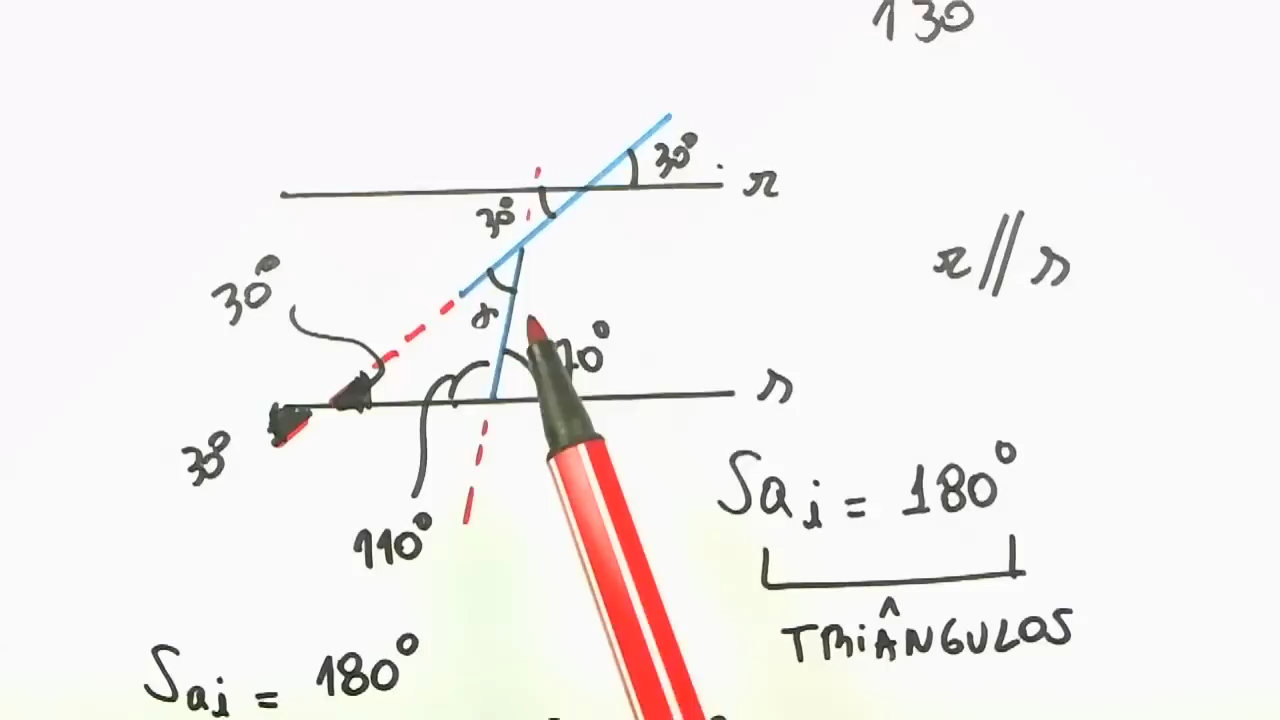 130
30°
r
30°
30°
r // s
x
70°
s
30°
110°
Sai = 180°
TRIÂNGULOS
Sai = 180°